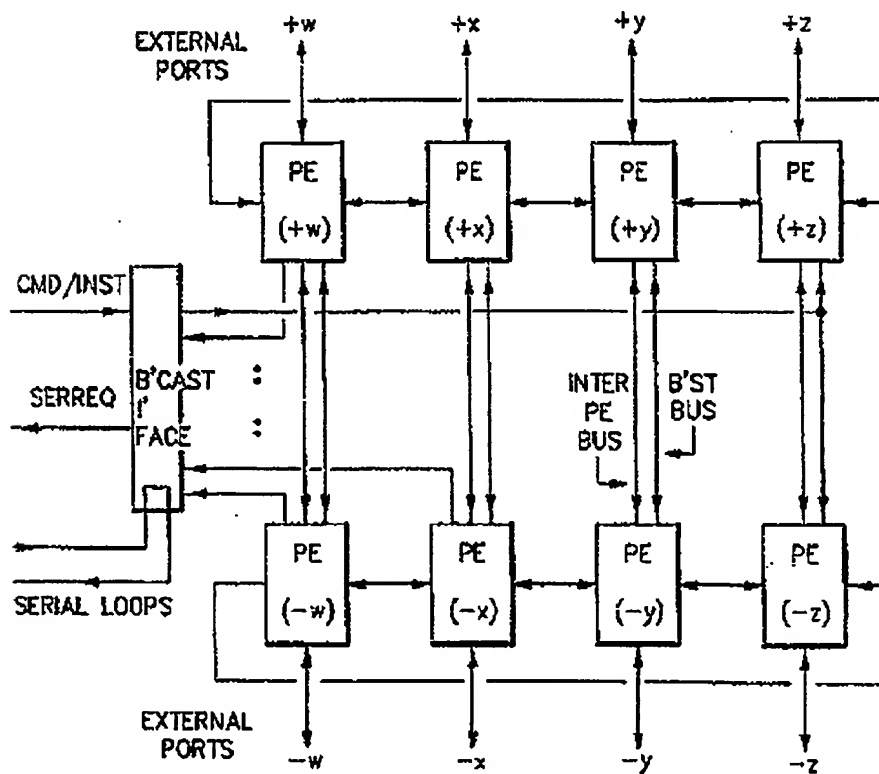 +w +x +y +z
EXTERNAL
PORTS
PE PE PE PE
(+w) (+x) (+y) (+z)
CMD/INST
B'CAST
I'
FACE
SERREQ
INTER
PE
BUS
B'ST
BUS
PE PE PE PE
(-w) (-x) (-y) (-z)
SERIAL LOOPS
EXTERNAL
PORTS
-w -x -y -z